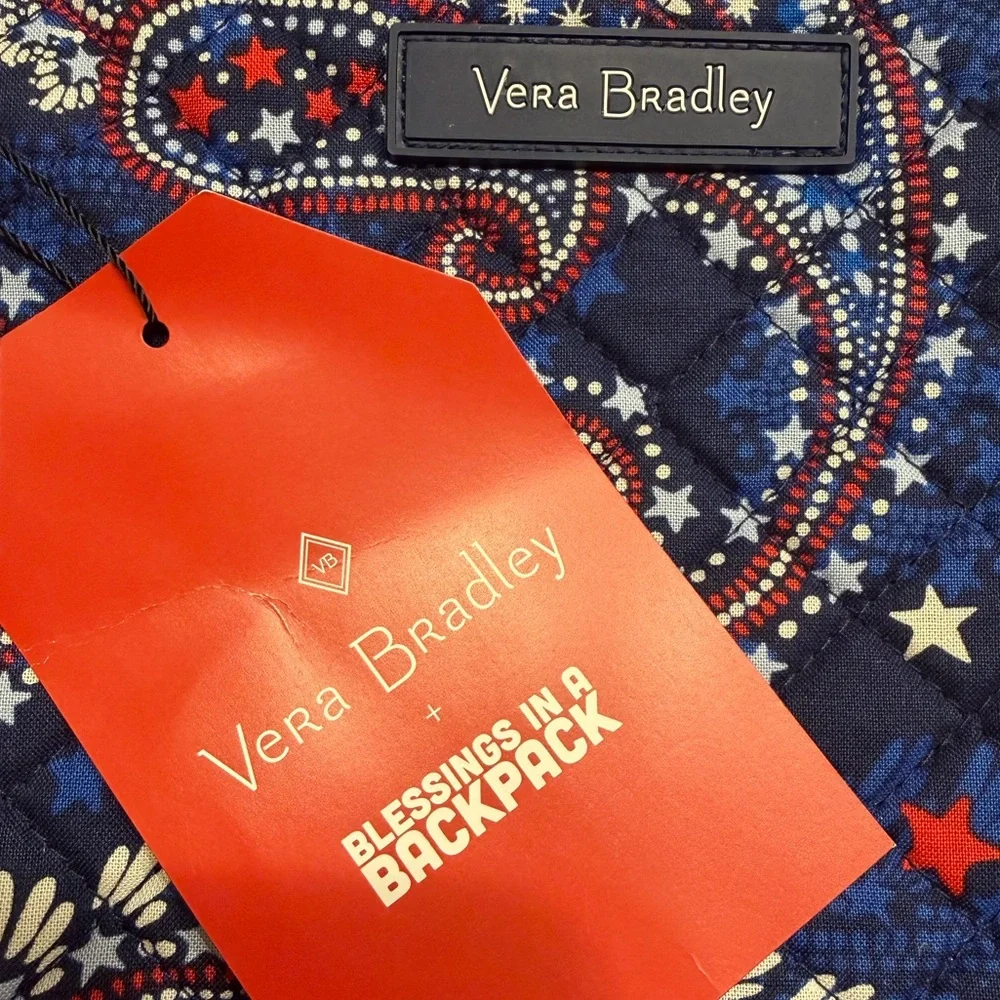 Vera Bradley
VB
Vera Bradley
+
BLESSINGS IN A
BACKPACK